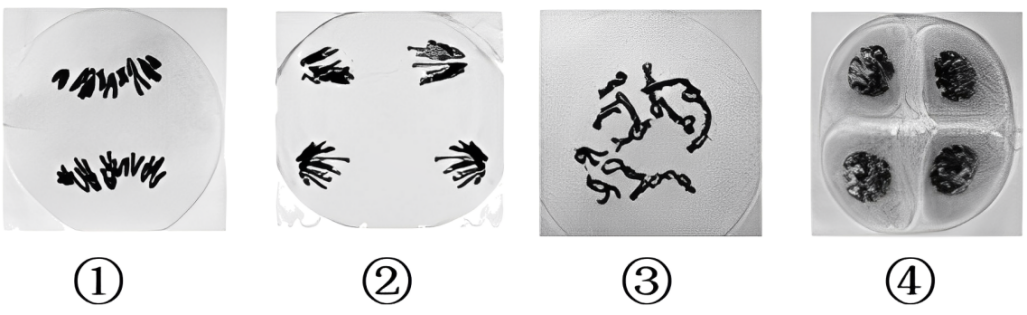 ① ② ③ ④